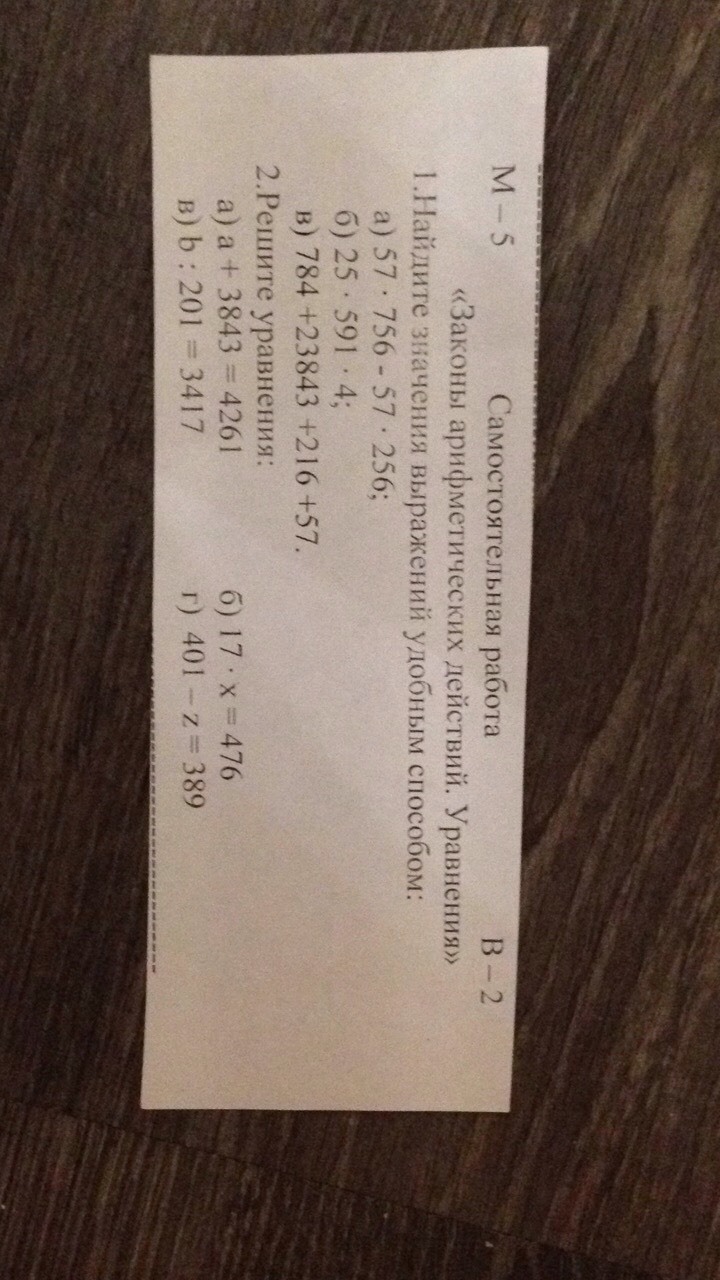 М – 5 Самостоятельная работа В – 2
«Законы арифметических действий. Уравнения»
1.Найдите значения выражений удобным способом:
а) 57 · 756 - 57 · 256;
б) 25 · 591 · 4;
в) 784 +23843 +216 +57.
2.Решите уравнения:
а) a + 3843 = 4261 б) 17 · x = 476
в) b : 201 = 3417 г) 401 – z = 389